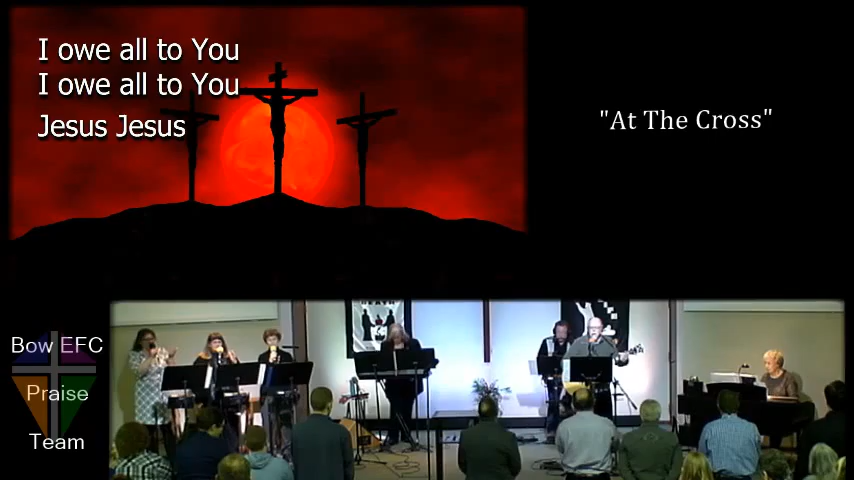 I owe all to You
I owe all to You
Jesus Jesus
"At The Cross"
Bow EFC
Praise
Team